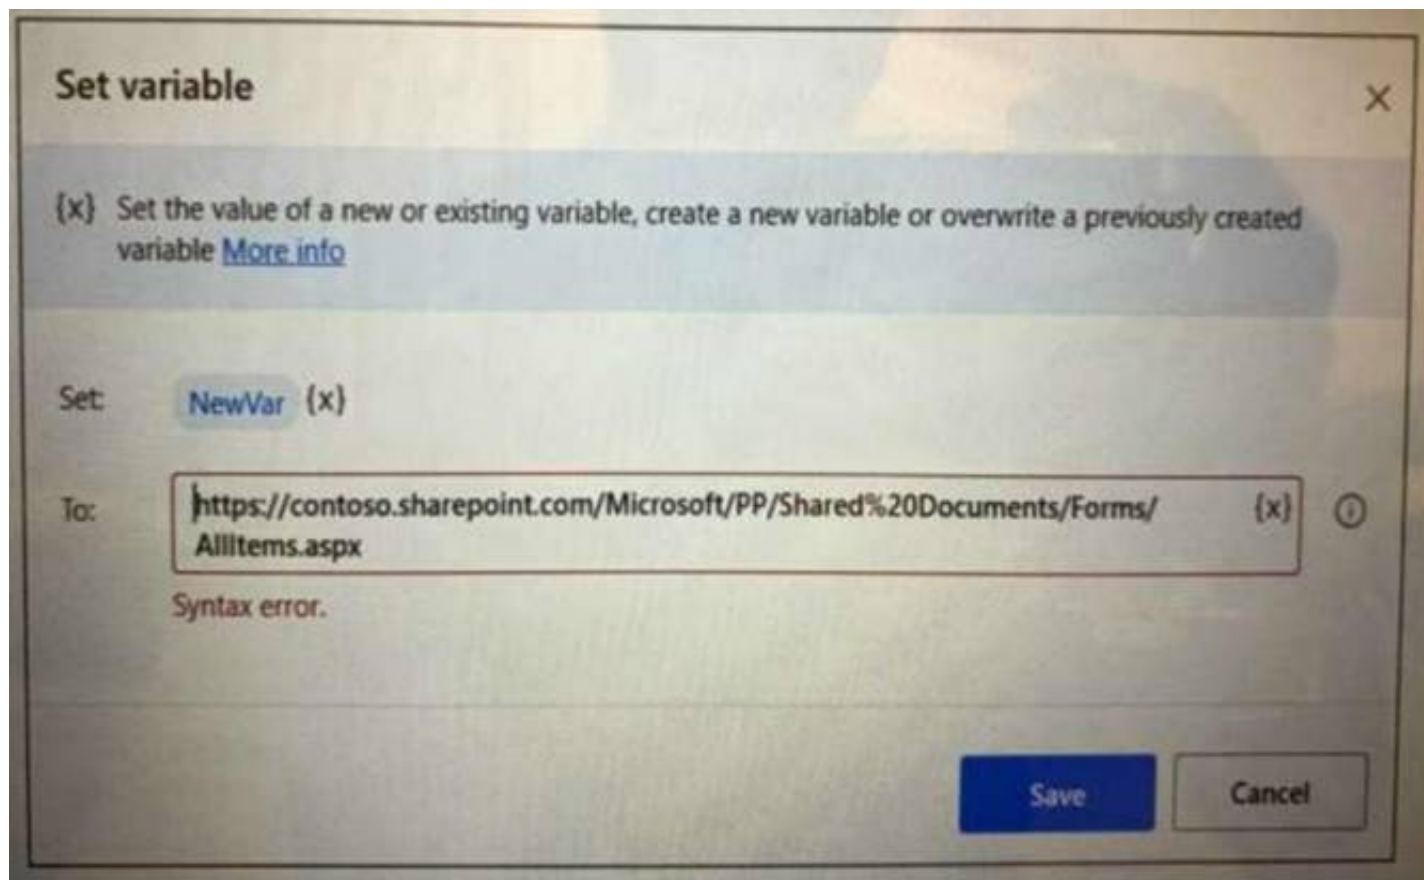 Set variable
{x} Set the value of a new or existing variable, create a new variable or overwrite a previously created
variable More info
Set: NewVar {x}
To: https://contoso.sharepoint.com/Microsoft/PP/Shared%20Documents/Forms/ {x}
AllItems.aspx
Syntax error.
Save Cancel